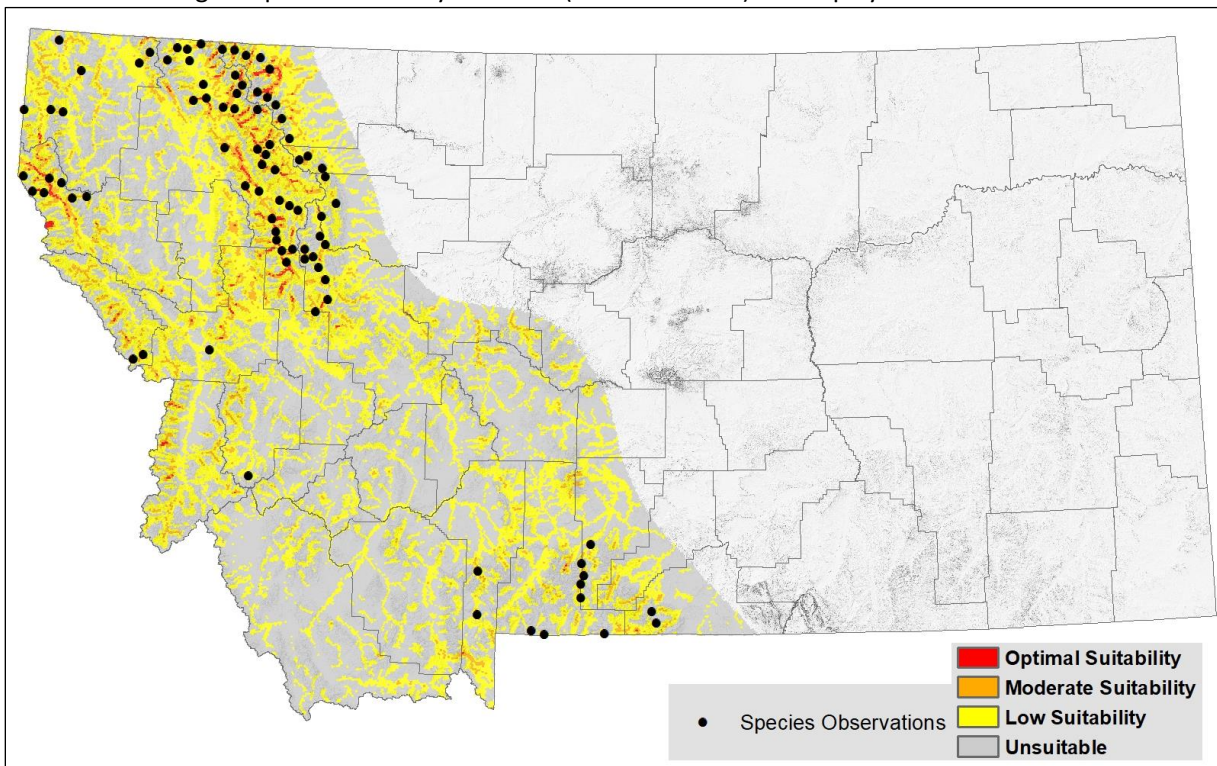 Optimal Suitability
Moderate Suitability
Species Observations
Low Suitability
Unsuitable